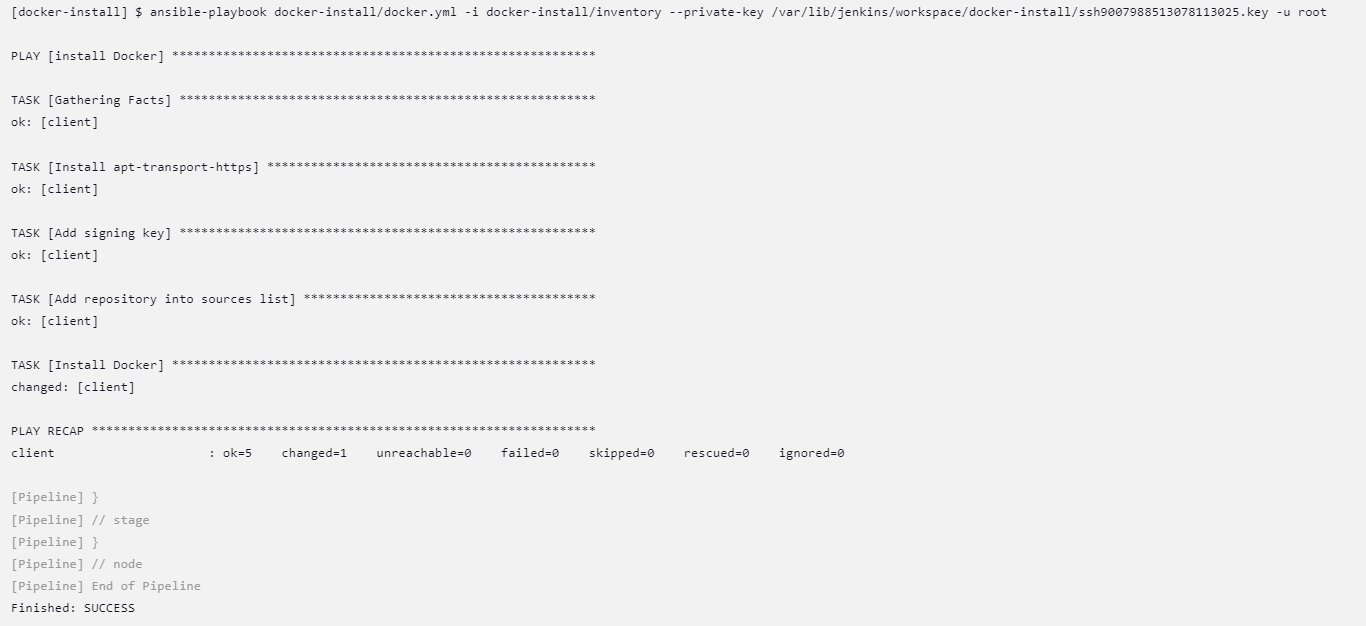 [docker-install] $ ansible-playbook docker-install/docker.yml -i docker-install/inventory --private-key /var/lib/jenkins/workspace/docker-install/ssh9007988513078113025.key -u root
PLAY [install Docker] **********************************************************
TASK [Gathering Facts] *********************************************************
ok: [client]
TASK [Install apt-transport-https] *********************************************
ok: [client]
TASK [Add signing key] *********************************************************
ok: [client]
TASK [Add repository into sources list] ****************************************
ok: [client]
TASK [Install Docker] **********************************************************
changed: [client]
PLAY RECAP *********************************************************************
client                     : ok=5    changed=1    unreachable=0    failed=0    skipped=0    rescued=0    ignored=0
[Pipeline] }
[Pipeline] // stage
[Pipeline] }
[Pipeline] // node
[Pipeline] End of Pipeline
Finished: SUCCESS